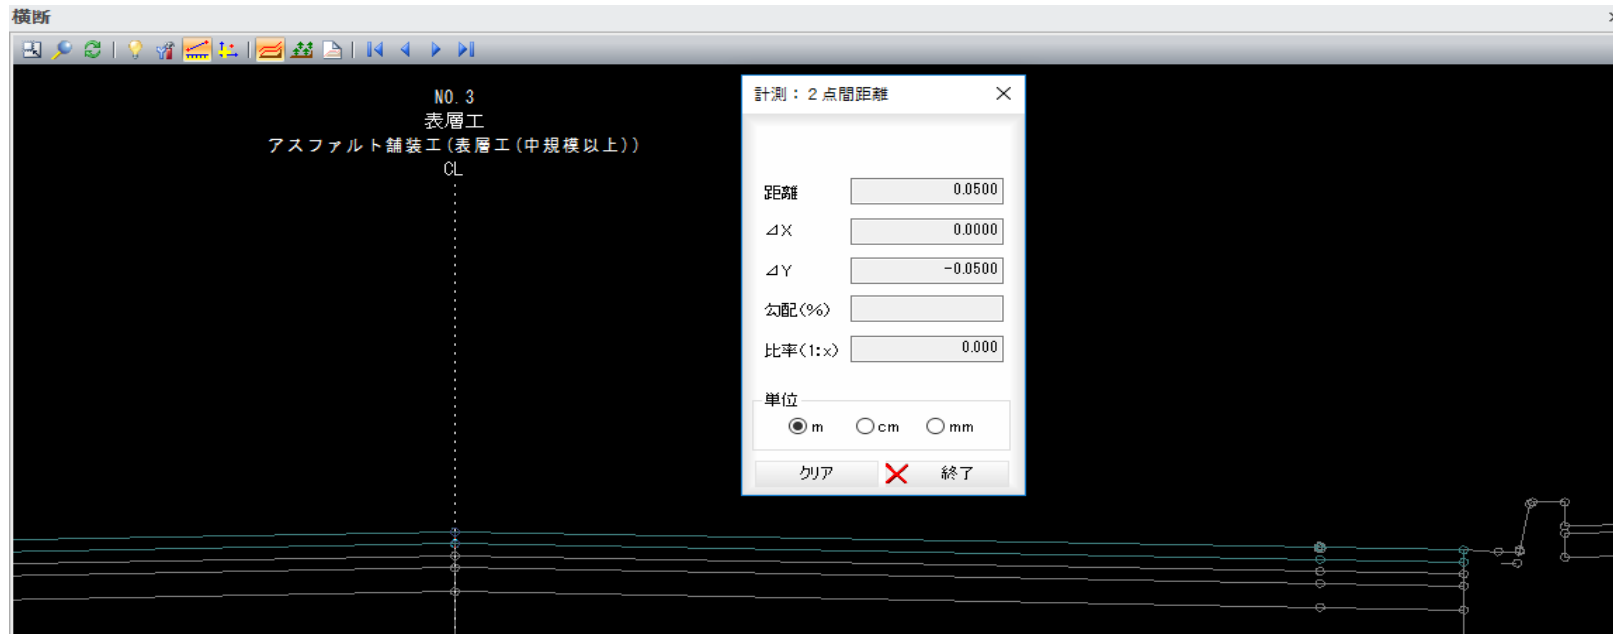 横断
NO.3
表層工
アスファルト舗装工(表層工(中規模以上))
CL
計測：２点間距離
距離 0.0500
⊿X 0.0000
⊿Y -0.0500
勾配(%)
比率(1:x) 0.000
単位
m cm mm
クリア 終了